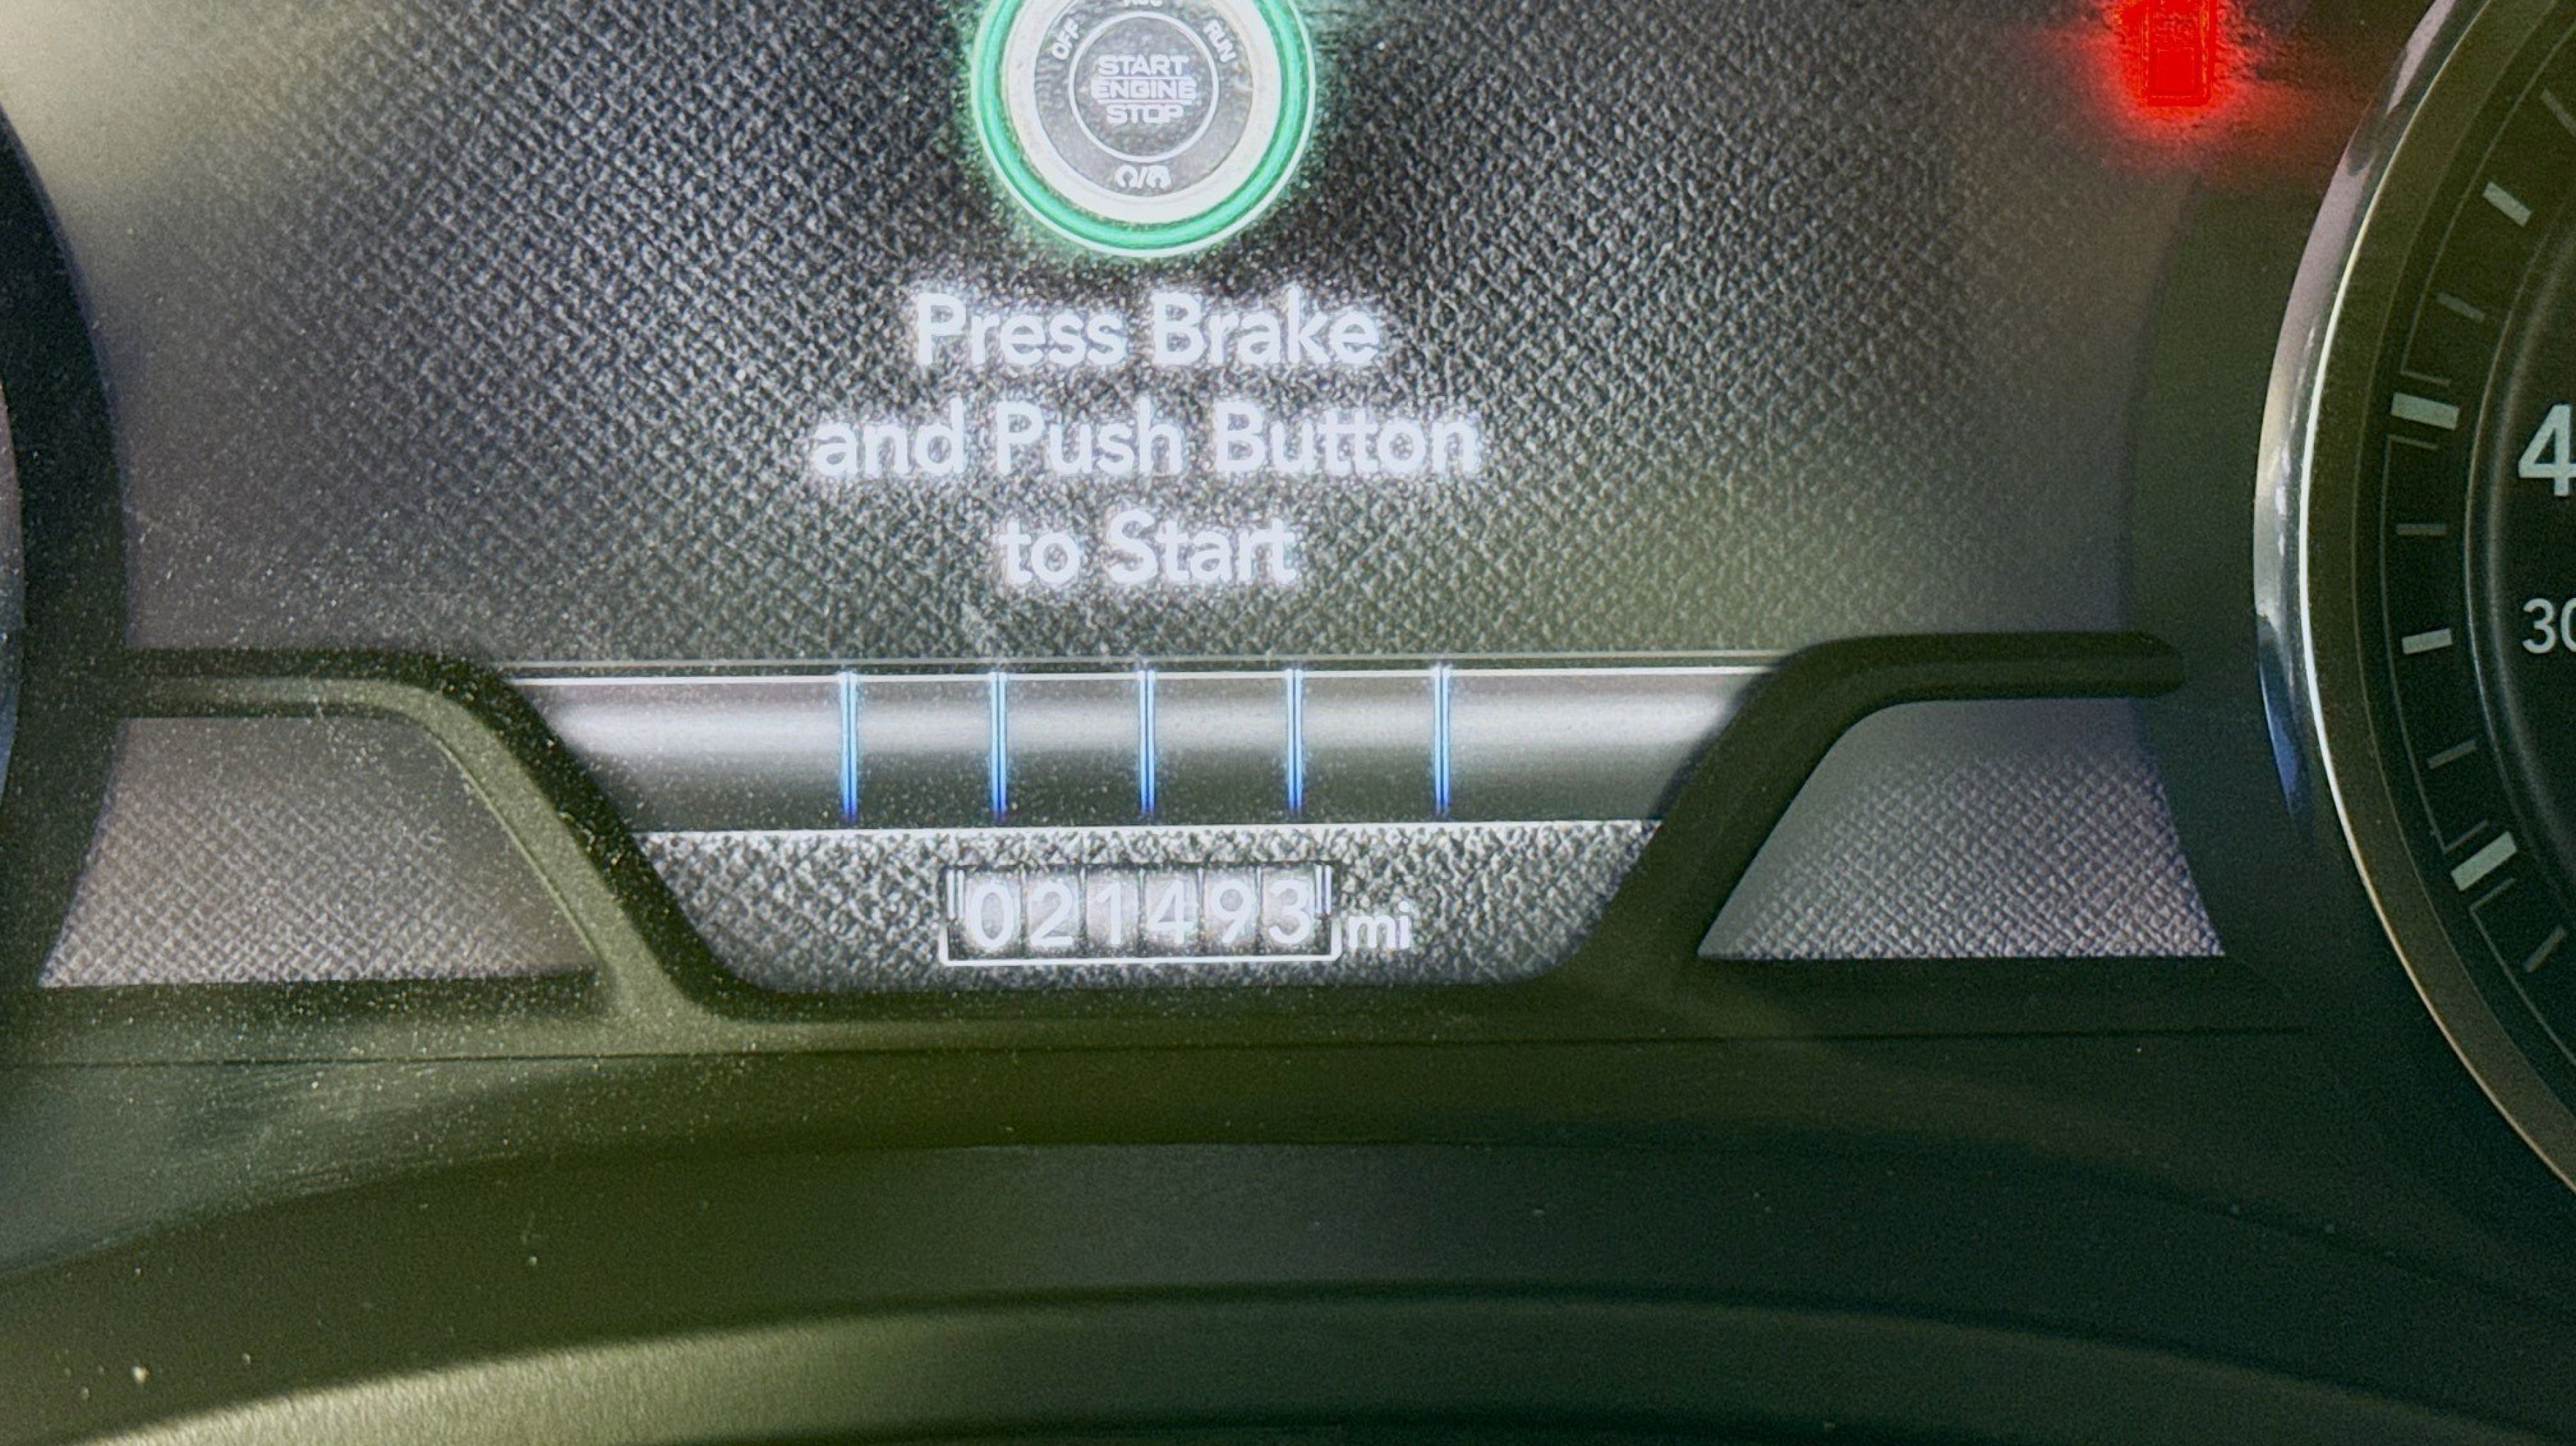 OFF
RUN
START
ENGINE
STOP
Press Brake
and Push Button
to Start
4
30
021493 mi